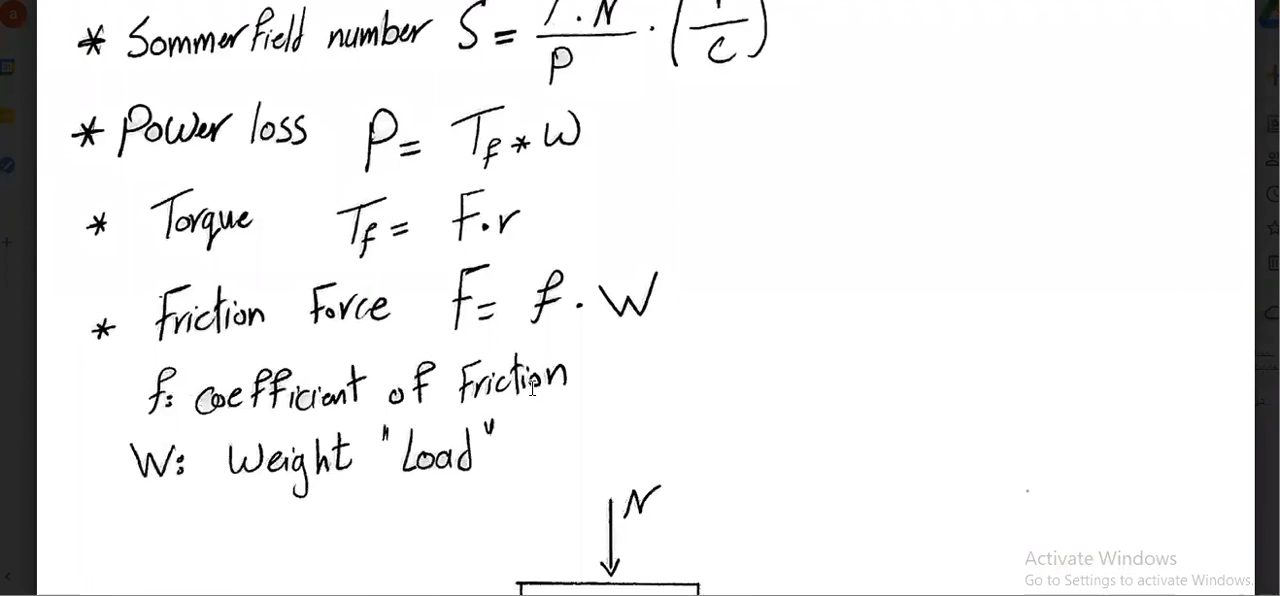 * Sommerfield number S = . N / P . ( / c )
* Power loss P = Tf * W
* Torque Tf = F.r
* Friction Force F = f . W
f: coefficient of Friction
W: Weight "Load"
N
Activate Windows
Go to Settings to activate Windows.